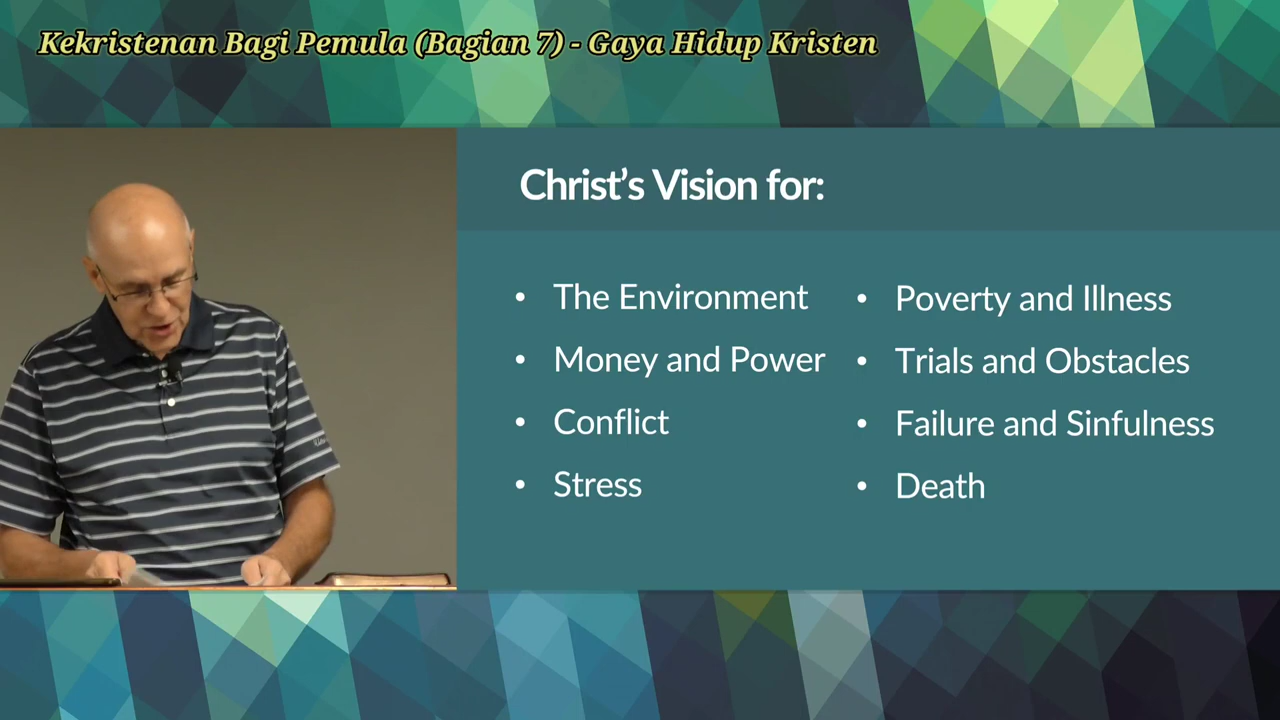 Kekristenan Bagi Pemula (Bagian 7) - Gaya Hidup Kristen
Christ's Vision for:
• The Environment
• Money and Power
• Conflict
• Stress
• Poverty and Illness
• Trials and Obstacles
• Failure and Sinfulness
• Death